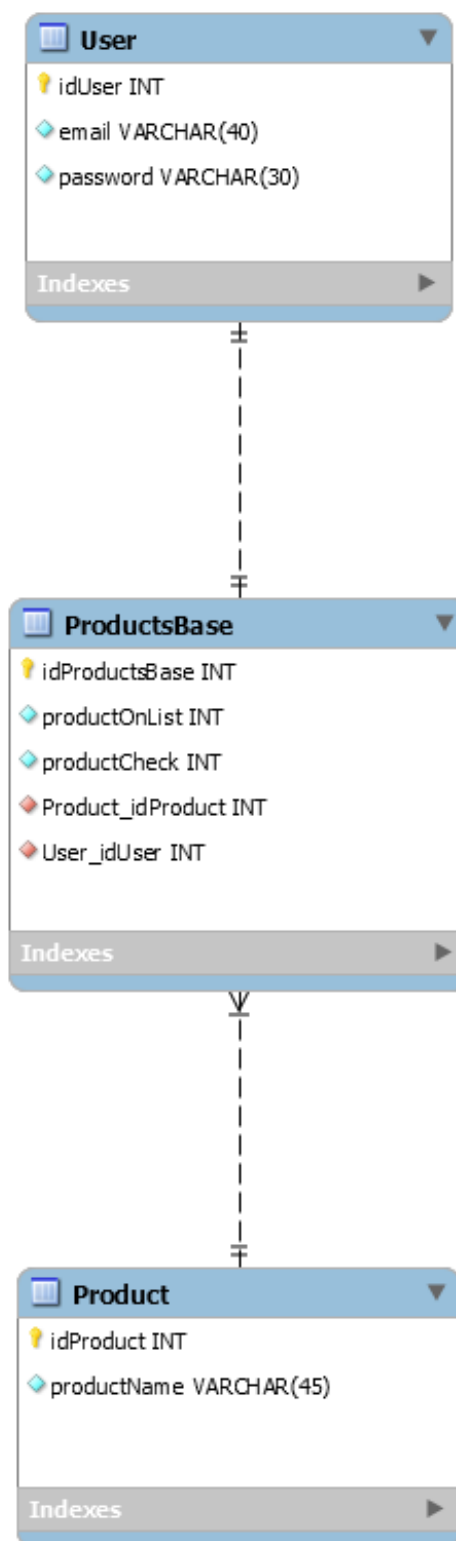 User
idUser INT
email VARCHAR(40)
password VARCHAR(30)
Indexes
ProductsBase
idProductsBase INT
productOnList INT
productCheck INT
Product_idProduct INT
User_idUser INT
Indexes
Product
idProduct INT
productName VARCHAR(45)
Indexes